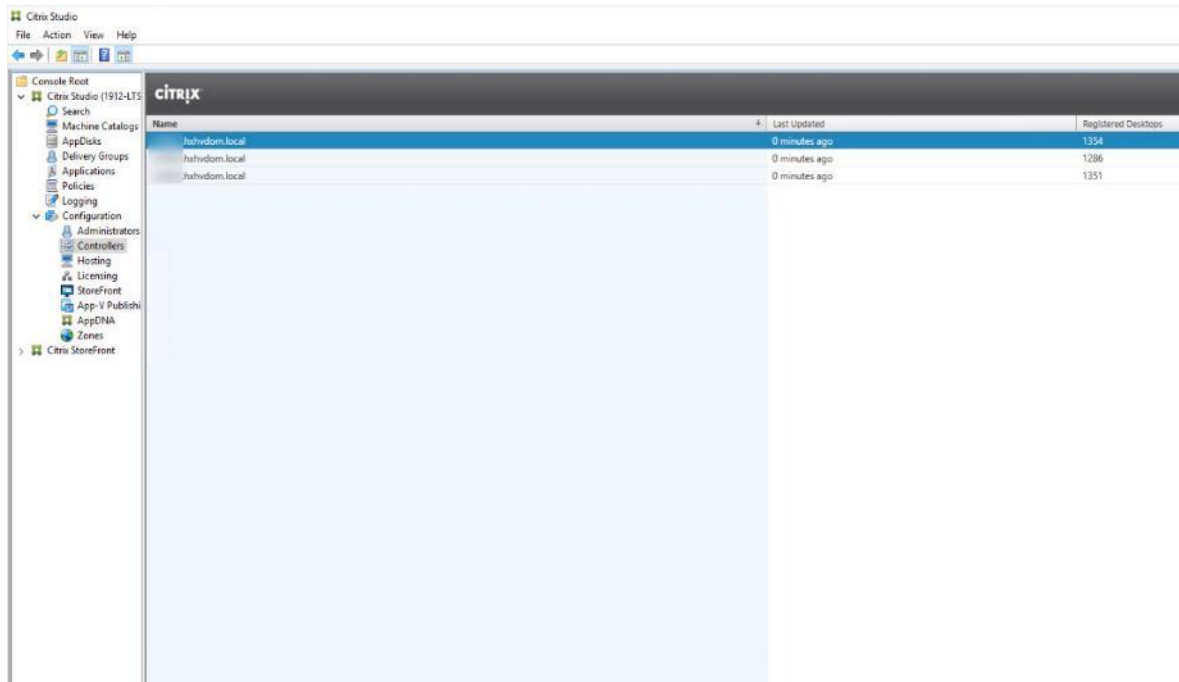 Citrix Studio
File Action View Help
Console Root
Citrix Studio (1912-LTS
Search
Machine Catalogs
AppDisks
Delivery Groups
Applications
Policies
Logging
Configuration
Administrators
Controllers
Hosting
Licensing
StoreFront
App-V Publishi
AppDNA
Zones
Citrix StoreFront
CİTRIX
Name Last Updated Registered Desktops
.hxhvdom.local 0 minutes ago 1354
.hxhvdom.local 0 minutes ago 1286
.hxhvdom.local 0 minutes ago 1351